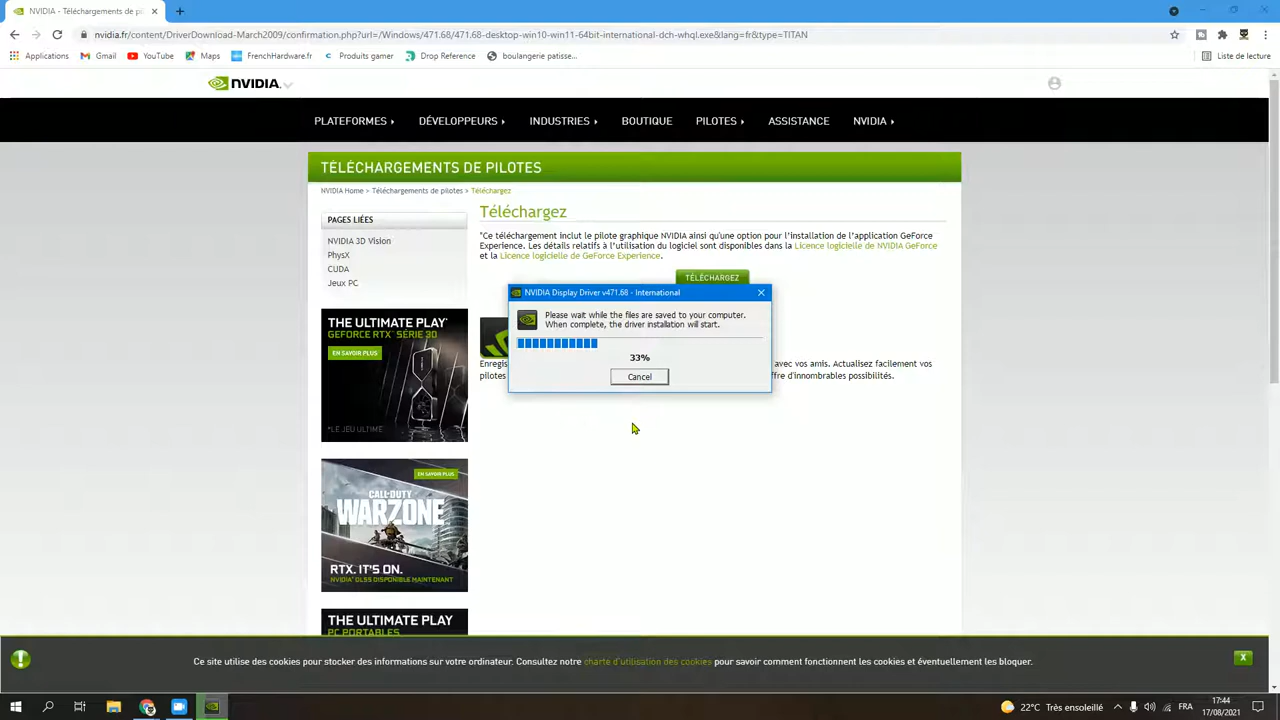 NVIDIA - Téléchargements de pil
nvidia.fr/content/DriverDownload-March2009/confirmation.php?url=/Windows/471.68/471.68-desktop-win10-win11-64bit-international-dch-whql.exe&lang=fr&type=TITAN
Applications
Gmail
YouTube
Maps
FrenchHardware.fr
Produits gamer
Drop Reference
boulangerie patisse...
Liste de lecture
NVIDIA.
PLATEFORMES
DÉVELOPPEURS
INDUSTRIES
BOUTIQUE
PILOTES
ASSISTANCE
NVIDIA
TÉLÉCHARGEMENTS DE PILOTES
NVIDIA Home > Téléchargements de pilotes > Téléchargez
PAGES LIÉES
NVIDIA 3D Vision
PhysX
CUDA
Jeux PC
Téléchargez
"Ce téléchargement inclut le pilote graphique NVIDIA ainsi qu'une option pour l'installation de l'application GeForce
Experience. Les détails relatifs à l'utilisation du logiciel sont disponibles dans la Licence logicielle de NVIDIA GeForce
et la Licence logicielle de GeForce Experience.
TÉLÉCHARGEZ
NVIDIA Display Driver v471.68 - International
Please wait while the files are saved to your computer.
When complete, the driver installation will start.
33%
Cancel
Enregis
avec vos amis. Actualisez facilement vos
pilotes
ffre d'innombrables possibilités.
THE ULTIMATE PLAY
GEFORCE RTX™ SÉRIE 30
EN SAVOIR PLUS
*LE JEU ULTIME
EN SAVOIR PLUS
CALL OF DUTY
WARZONE
RTX. IT'S ON.
NVIDIA® DLSS DISPONIBLE MAINTENANT
THE ULTIMATE PLAY
PC PORTABLES
Ce site utilise des cookies pour stocker des informations sur votre ordinateur. Consultez notre charte d'utilisation des cookies pour savoir comment fonctionnent les cookies et éventuellement les bloquer.
X
22°C Très ensoleillé
FRA
17:44
17/08/2021